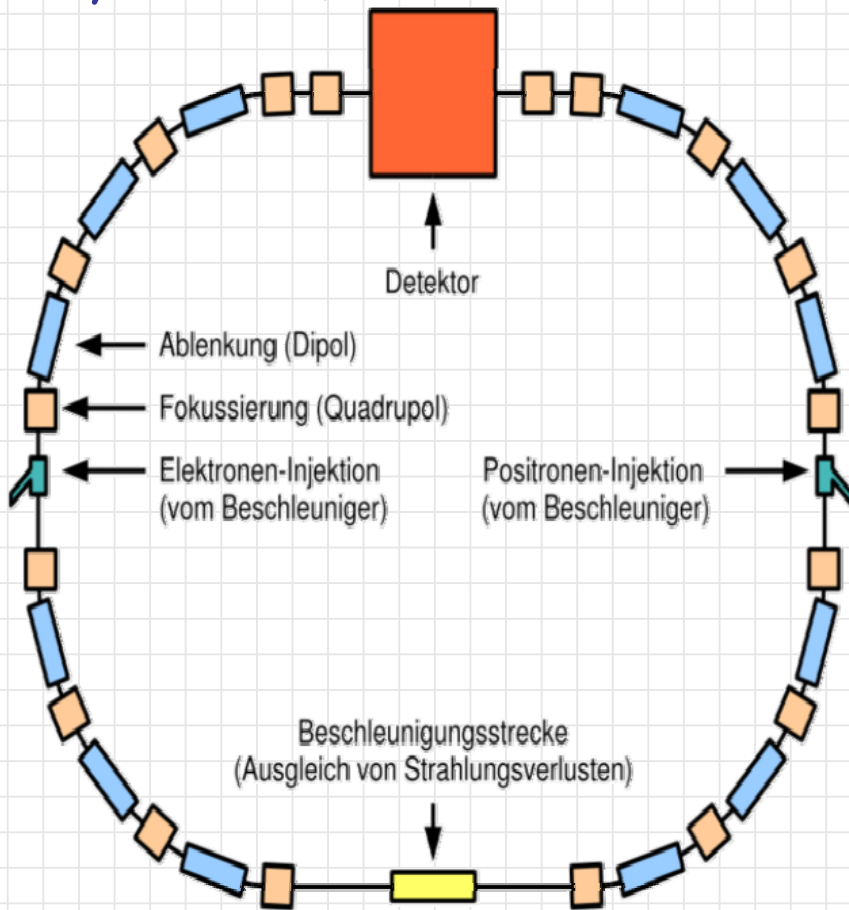 Detektor
Ablenkung (Dipol)
Fokussierung (Quadrupol)
Elektronen-Injektion
(vom Beschleuniger)
Positronen-Injektion
(vom Beschleuniger)
Beschleunigungsstrecke
(Ausgleich von Strahlungsverlusten)